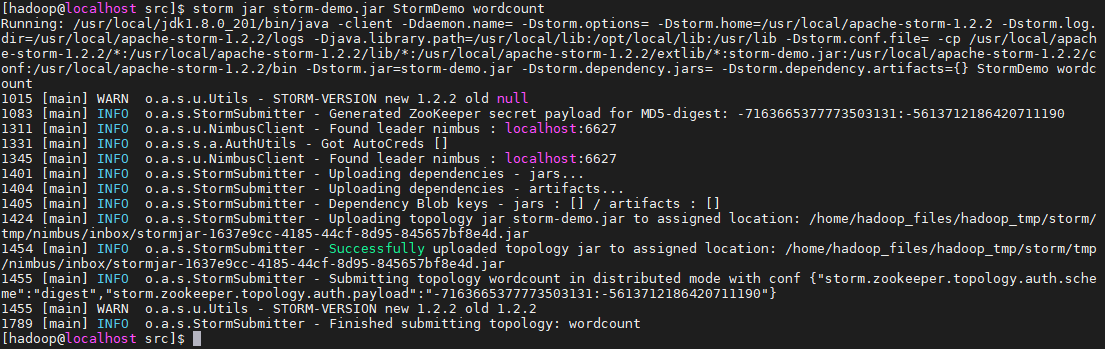 [hadoop@localhost src]$ storm jar storm-demo.jar StormDemo wordcount
Running: /usr/local/jdk1.8.0_201/bin/java -client -Ddaemon.name= -Dstorm.options= -Dstorm.home=/usr/local/apache-storm-1.2.2 -Dstorm.log.
dir=/usr/local/apache-storm-1.2.2/logs -Djava.library.path=/usr/local/lib:/opt/local/lib:/usr/lib -Dstorm.conf.file= -cp /usr/local/apach
e-storm-1.2.2/*:/usr/local/apache-storm-1.2.2/lib/*:/usr/local/apache-storm-1.2.2/extlib/*:storm-demo.jar:/usr/local/apache-storm-1.2.2/c
onf:/usr/local/apache-storm-1.2.2/bin -Dstorm.jar=storm-demo.jar -Dstorm.dependency.jars= -Dstorm.dependency.artifacts={} StormDemo wordc
ount
1015 [main] WARN  o.a.s.u.Utils - STORM-VERSION new 1.2.2 old null
1083 [main] INFO  o.a.s.StormSubmitter - Generated ZooKeeper secret payload for MD5-digest: -7163665377773503131:-5613712186420711190
1311 [main] INFO  o.a.s.u.NimbusClient - Found leader nimbus : localhost:6627
1331 [main] INFO  o.a.s.s.a.AuthUtils - Got AutoCreds []
1345 [main] INFO  o.a.s.u.NimbusClient - Found leader nimbus : localhost:6627
1401 [main] INFO  o.a.s.StormSubmitter - Uploading dependencies - jars...
1404 [main] INFO  o.a.s.StormSubmitter - Uploading dependencies - artifacts...
1405 [main] INFO  o.a.s.StormSubmitter - Dependency Blob keys - jars : [] / artifacts : []
1424 [main] INFO  o.a.s.StormSubmitter - Uploading topology jar storm-demo.jar to assigned location: /home/hadoop_files/hadoop_tmp/storm/
tmp/nimbus/inbox/stormjar-1637e9cc-4185-44cf-8d95-845657bf8e4d.jar
1454 [main] INFO  o.a.s.StormSubmitter - Successfully uploaded topology jar to assigned location: /home/hadoop_files/hadoop_tmp/storm/tmp
/nimbus/inbox/stormjar-1637e9cc-4185-44cf-8d95-845657bf8e4d.jar
1455 [main] INFO  o.a.s.StormSubmitter - Submitting topology wordcount in distributed mode with conf {"storm.zookeeper.topology.auth.sche
me":"digest","storm.zookeeper.topology.auth.payload":"-7163665377773503131:-5613712186420711190"}
1455 [main] WARN  o.a.s.u.Utils - STORM-VERSION new 1.2.2 old 1.2.2
1789 [main] INFO  o.a.s.StormSubmitter - Finished submitting topology: wordcount
[hadoop@localhost src]$